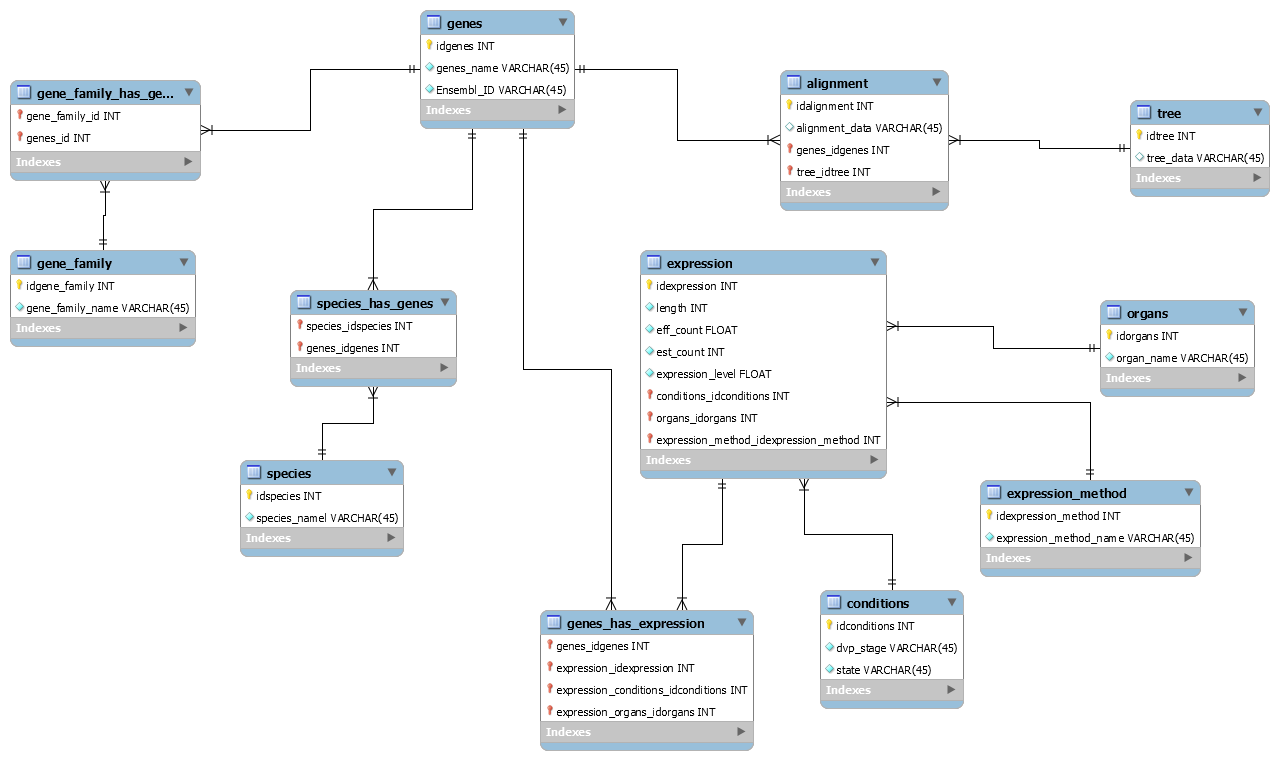 genes
idgenes INT
genes_name VARCHAR(45)
Ensembl_ID VARCHAR(45)
Indexes
gene_family_has_ge...
gene_family_id INT
genes_id INT
Indexes
alignment
idalignment INT
alignment_data VARCHAR(45)
genes_idgenes INT
tree_idtree INT
Indexes
tree
idtree INT
tree_data VARCHAR(45)
Indexes
gene_family
idgene_family INT
gene_family_name VARCHAR(45)
Indexes
species_has_genes
species_idspecies INT
genes_idgenes INT
Indexes
expression
idexpression INT
length INT
eff_count FLOAT
est_count INT
expression_level FLOAT
conditions_idconditions INT
organs_idorgans INT
expression_method_idexpression_method INT
Indexes
organs
idorgans INT
organ_name VARCHAR(45)
Indexes
species
idspecies INT
species_namel VARCHAR(45)
Indexes
expression_method
idexpression_method INT
expression_method_name VARCHAR(45)
Indexes
genes_has_expression
genes_idgenes INT
expression_idexpression INT
expression_conditions_idconditions INT
expression_organs_idorgans INT
Indexes
conditions
idconditions INT
dvp_stage VARCHAR(45)
state VARCHAR(45)
Indexes